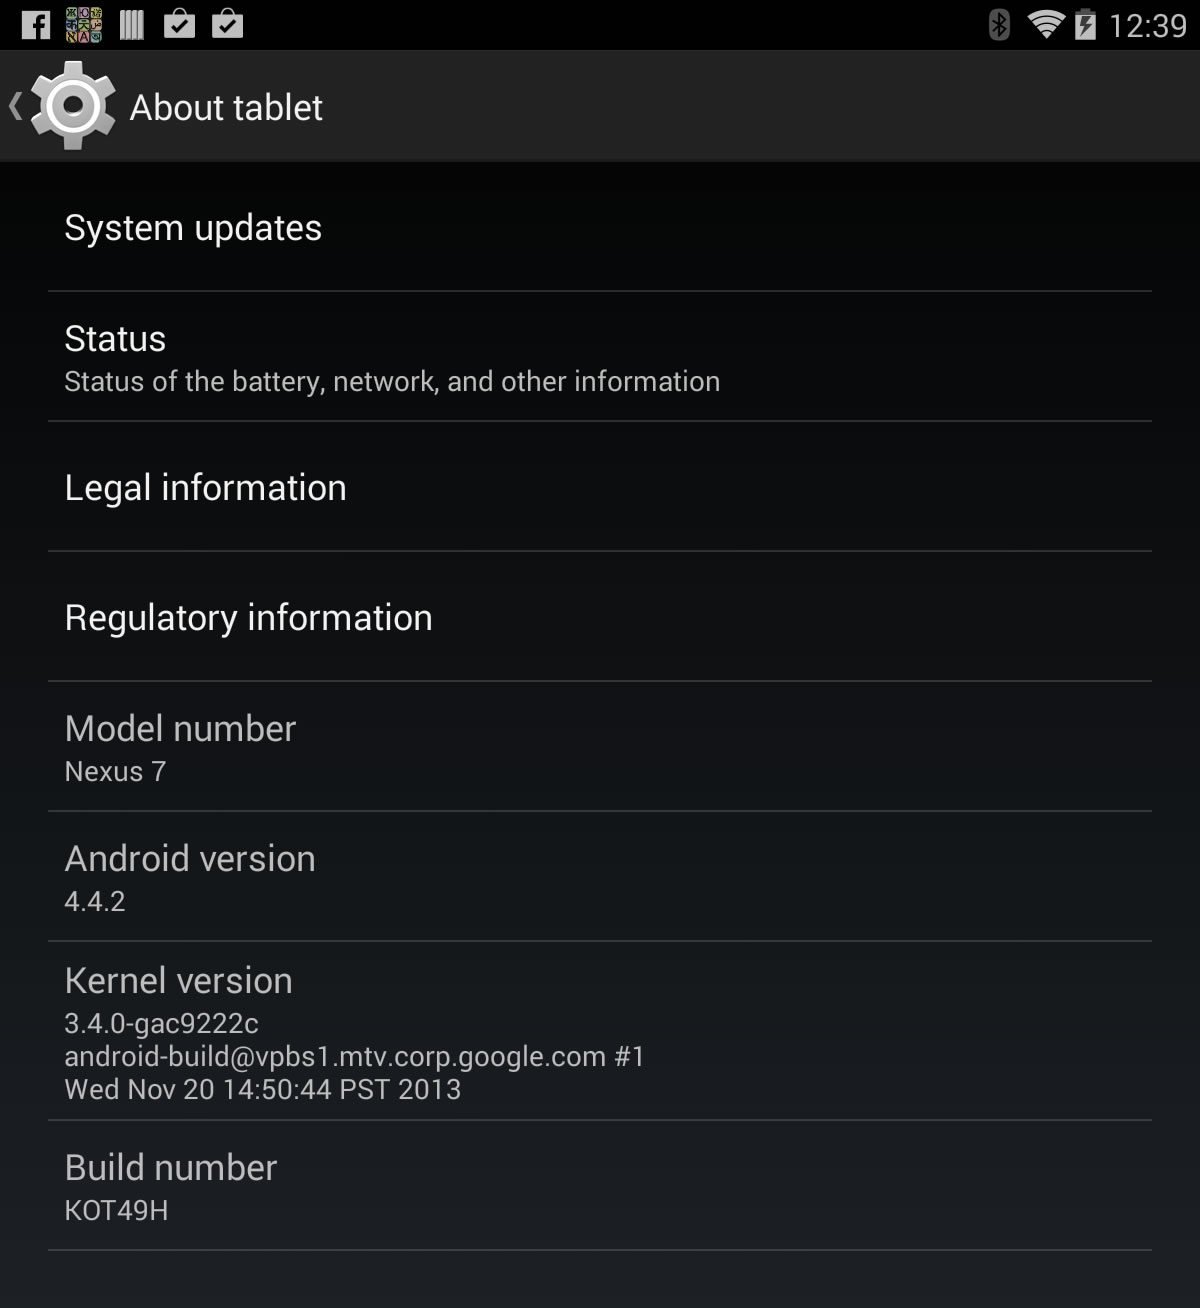 12:39
About tablet
System updates
Status
Status of the battery, network, and other information
Legal information
Regulatory information
Model number
Nexus 7
Android version
4.4.2
Kernel version
3.4.0-gac9222c
android-build@vpbs1.mtv.corp.google.com #1
Wed Nov 20 14:50:44 PST 2013
Build number
KOT49H